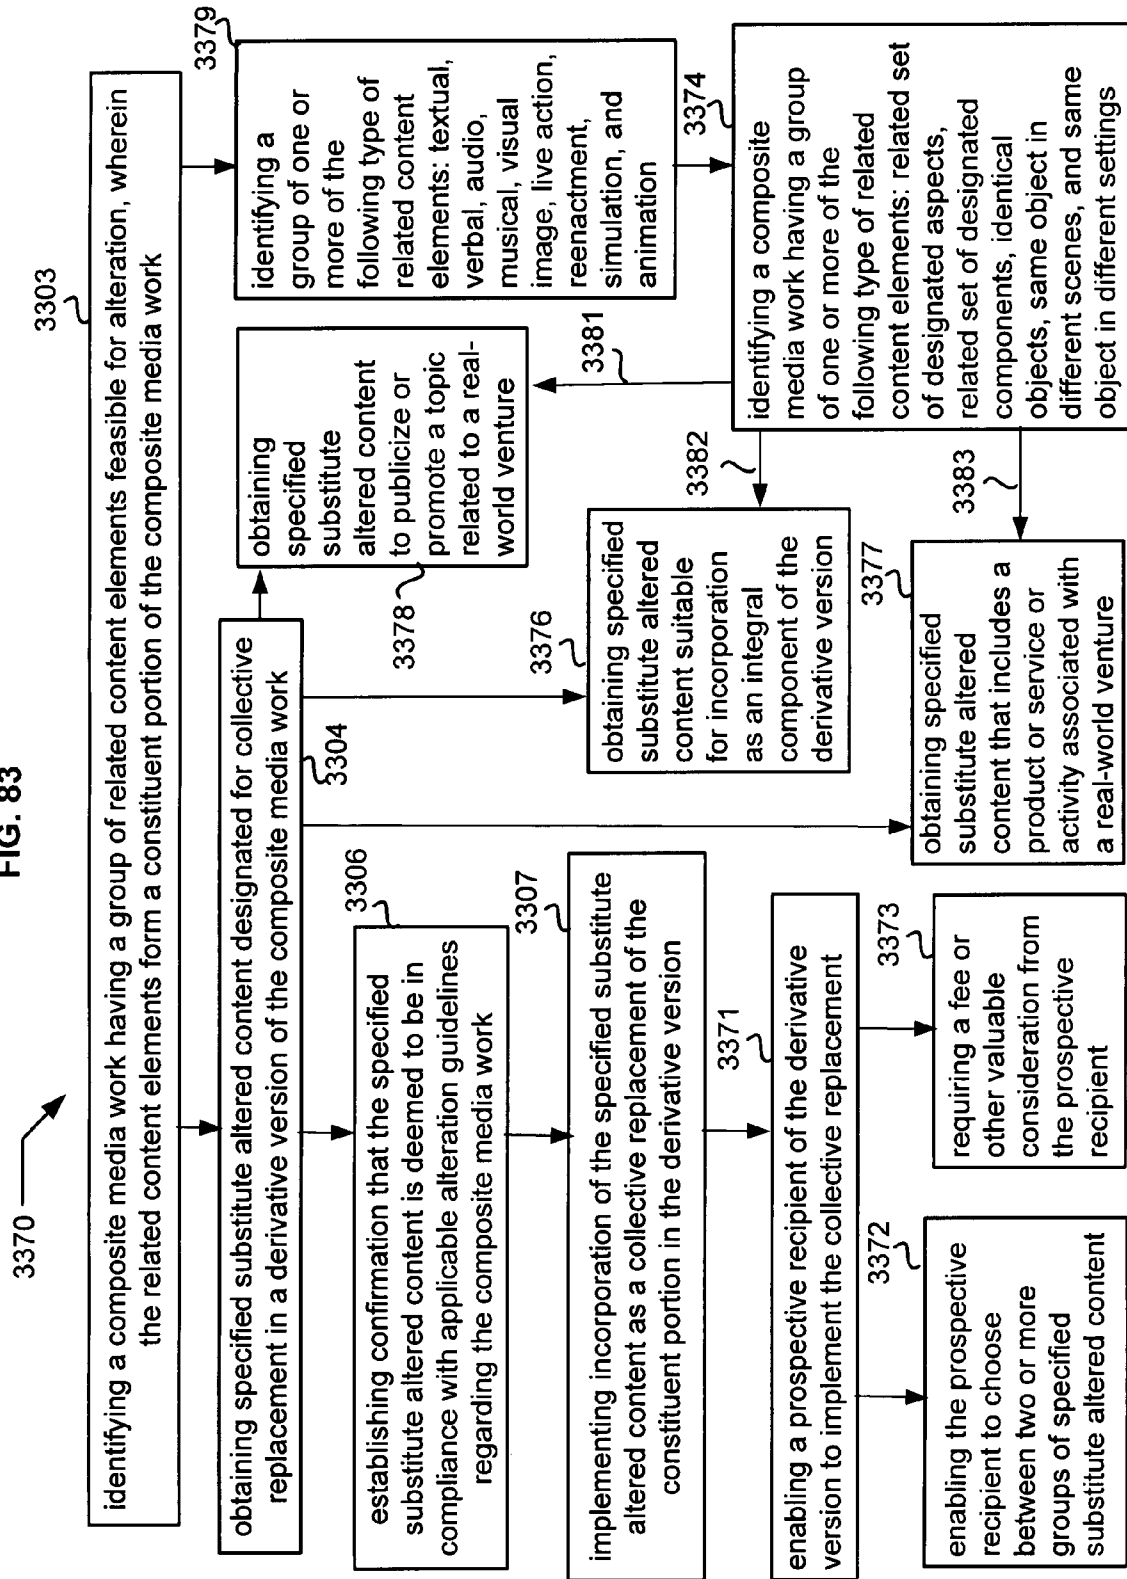 FIG. 83
3370
3303
identifying a composite media work having a group of related content elements feasible for alteration, wherein
the related content elements form a constituent portion of the composite media work
obtaining specified substitute altered content designated for collective
replacement in a derivative version of the composite media work
3304
3306
establishing confirmation that the specified
substitute altered content is deemed to be in
compliance with applicable alteration guidelines
regarding the composite media work
3307
implementing incorporation of the specified substitute
altered content as a collective replacement of the
constituent portion in the derivative version
3371
enabling a prospective recipient of the derivative
version to implement the collective replacement
3372
enabling the prospective
recipient to choose
between two or more
groups of specified
substitute altered content
3373
requiring a fee or
other valuable
consideration from
the prospective
recipient
3378
obtaining
specified
substitute
altered content
to publicize or
promote a topic
related to a real-
world venture
3376
obtaining specified
substitute altered
content suitable
for incorporation
as an integral
component of the
derivative version
3377
obtaining specified
substitute altered
content that includes a
product or service or
activity associated with
a real-world venture
3379
identifying a
group of one or
more of the
following type of
related content
elements: textual,
verbal, audio,
musical, visual
image, live action,
reenactment,
simulation, and
animation
3374
identifying a composite
media work having a group
of one or more of the
following type of related
content elements: related set
of designated aspects,
related set of designated
components, identical
objects, same object in
different scenes, and same
object in different settings
3381
3382
3383